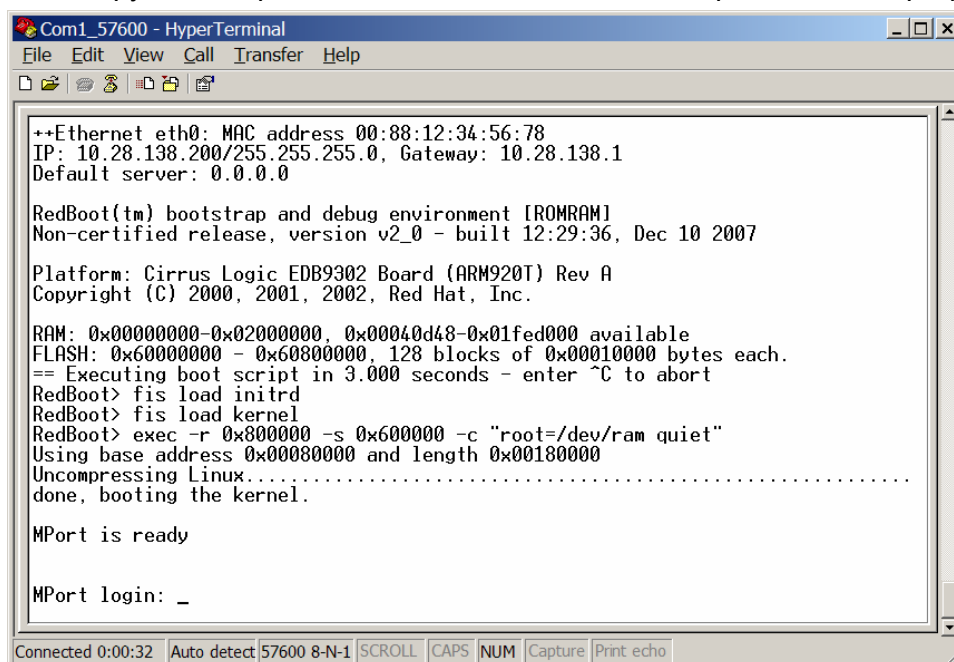 Com1_57600 - HyperTerminal
File Edit View Call Transfer Help
++Ethernet eth0: MAC address 00:88:12:34:56:78
IP: 10.28.138.200/255.255.255.0, Gateway: 10.28.138.1
Default server: 0.0.0.0
RedBoot(tm) bootstrap and debug environment [ROMRAM]
Non-certified release, version v2_0 - built 12:29:36, Dec 10 2007
Platform: Cirrus Logic EDB9302 Board (ARM920T) Rev A
Copyright (C) 2000, 2001, 2002, Red Hat, Inc.
RAM: 0x00000000-0x02000000, 0x00040d48-0x01fed000 available
FLASH: 0x60000000 - 0x60800000, 128 blocks of 0x00010000 bytes each.
== Executing boot script in 3.000 seconds - enter ^C to abort
RedBoot> fis load initrd
RedBoot> fis load kernel
RedBoot> exec -r 0x800000 -s 0x600000 -c "root=/dev/ram quiet"
Using base address 0x00080000 and length 0x00180000
Uncompressing Linux...........................................................
done, booting the kernel.
MPort is ready
MPort login: _
Connected 0:00:32 Auto detect 57600 8-N-1 SCROLL CAPS NUM Capture Print echo